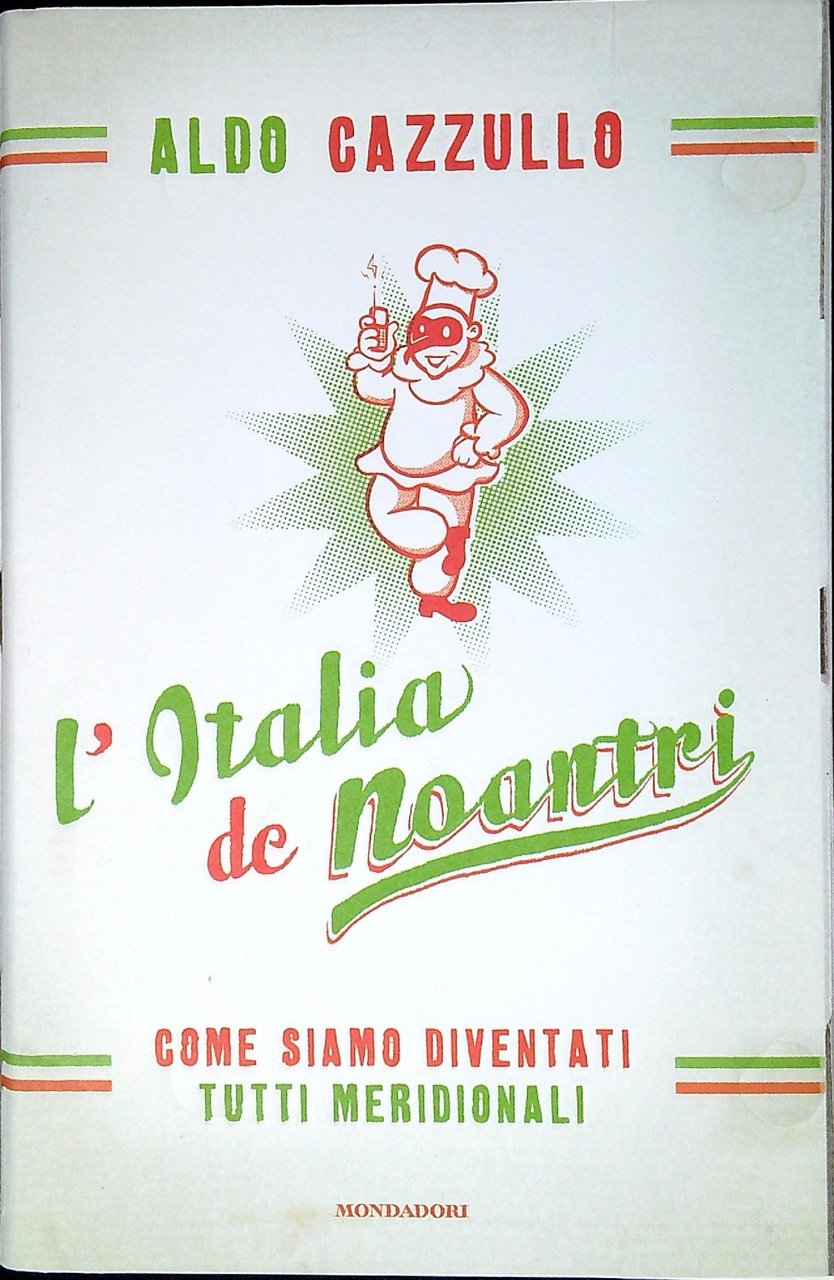 ALDO CAZZULLO
l'Italia
de noantri
COME SIAMO DIVENTATI
TUTTI MERIDIONALI
MONDADORI